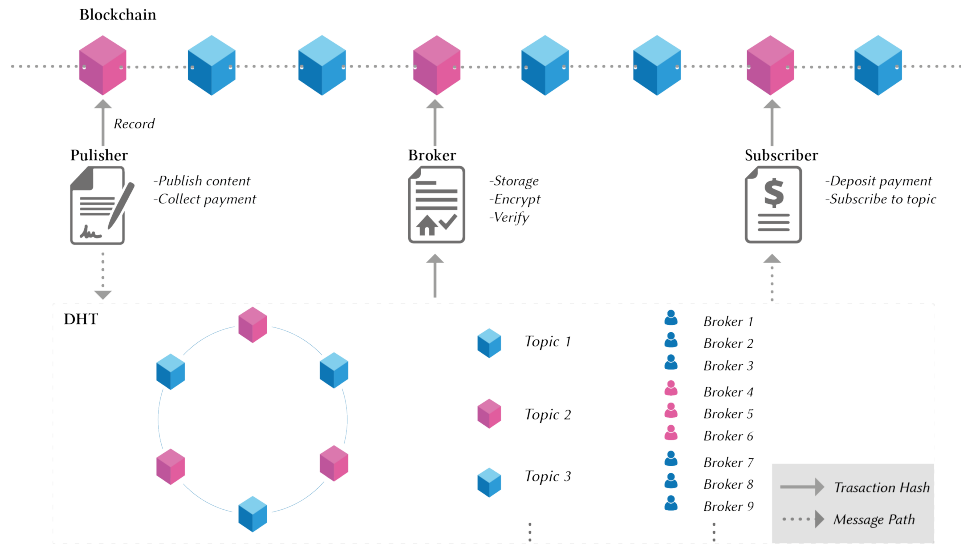 Blockchain
Record
Pulisher
-Publish content
-Collect payment
Broker
-Storage
-Encrypt
-Verify
Subscriber
-Deposit payment
-Subscribe to topic
DHT
Topic 1
Topic 2
Topic 3
Broker 1
Broker 2
Broker 3
Broker 4
Broker 5
Broker 6
Broker 7
Broker 8
Broker 9
Trasaction Hash
Message Path